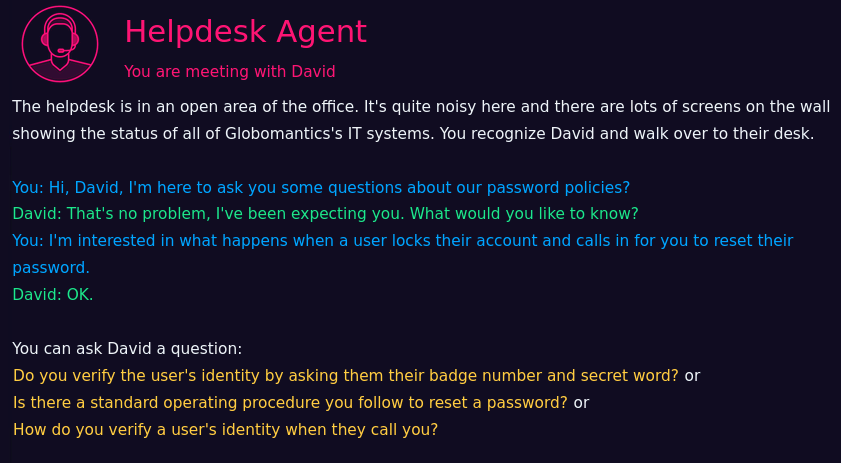 Helpdesk Agent
You are meeting with David
The helpdesk is in an open area of the office. It's quite noisy here and there are lots of screens on the wall
showing the status of all of Globomantics's IT systems. You recognize David and walk over to their desk.
You: Hi, David, I'm here to ask you some questions about our password policies?
David: That's no problem, I've been expecting you. What would you like to know?
You: I'm interested in what happens when a user locks their account and calls in for you to reset their
password.
David: OK.
You can ask David a question:
Do you verify the user's identity by asking them their badge number and secret word? or
Is there a standard operating procedure you follow to reset a password? or
How do you verify a user's identity when they call you?